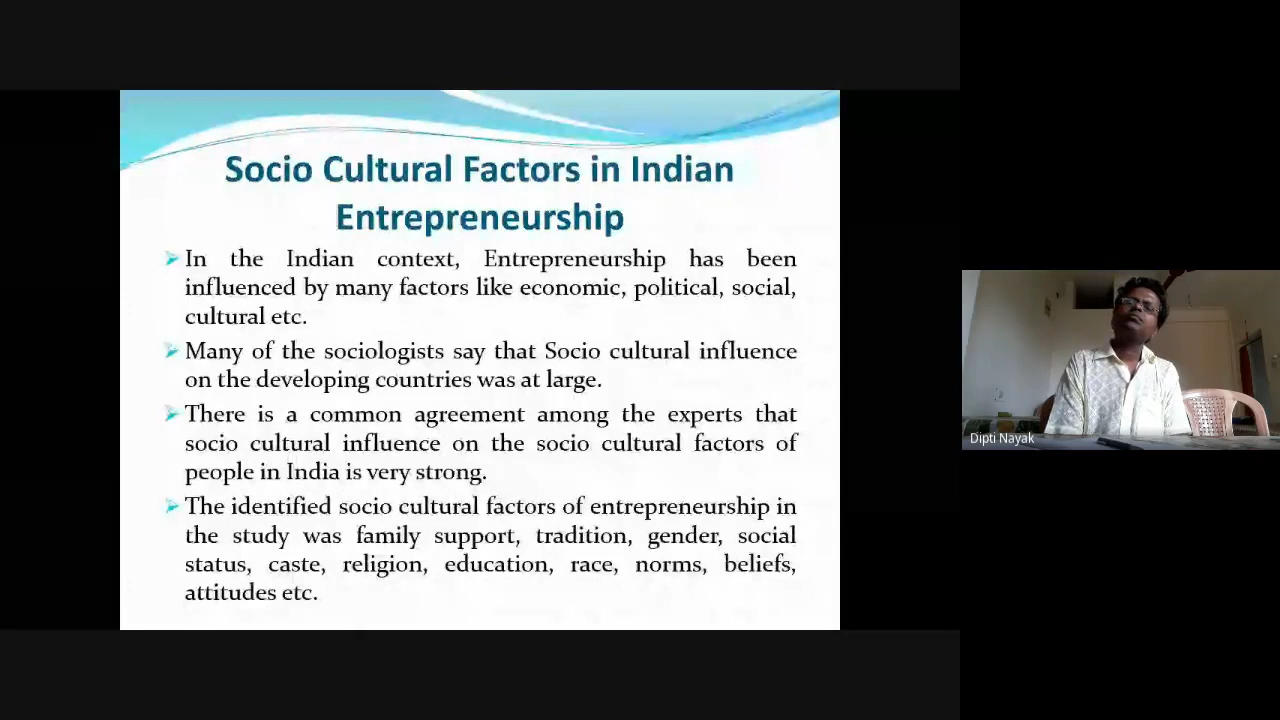 Socio Cultural Factors in Indian
Entrepreneurship
In the Indian context, Entrepreneurship has been
influenced by many factors like economic, political, social,
cultural etc.
Many of the sociologists say that Socio cultural influence
on the developing countries was at large.
There is a common agreement among the experts that
socio cultural influence on the socio cultural factors of
people in India is very strong.
The identified socio cultural factors of entrepreneurship in
the study was family support, tradition, gender, social
status, caste, religion, education, race, norms, beliefs,
attitudes etc.
Dipti Nayak